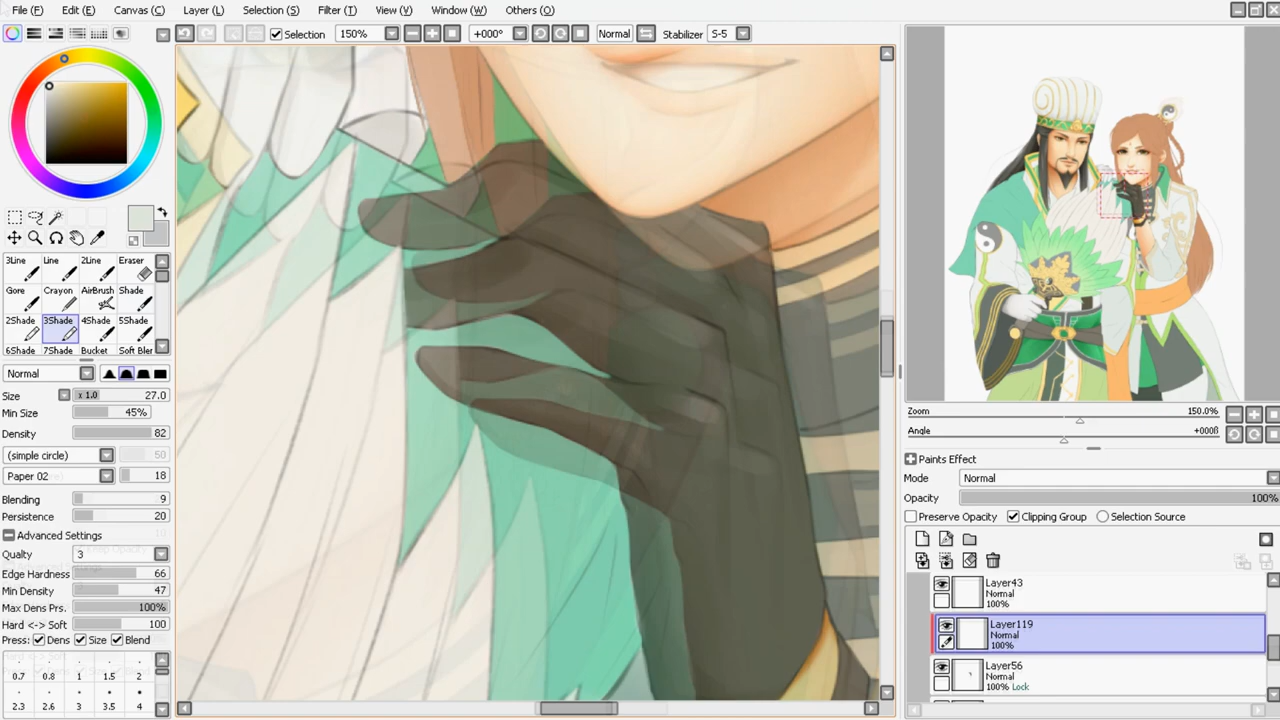 File (F) Edit (E) Canvas (C) Layer (L) Selection (S) Filter (T) View (V) Window (W) Others (O)
Selection 150% +000° Normal Stabilizer S-5
3Line Line 2Line Eraser
Gore Crayon AirBrush Shade
2Shade 3Shade 4Shade 5Shade
6Shade 7Shade Bucket Soft Bler
Normal
Size x 1.0 27.0
Min Size 45%
Density 82
(simple circle) 50
Paper 02 18
Blending 9
Persistence 20
Advanced Settings
Qualty 3
Edge Hardness 66
Min Density 47
Max Dens Prs. 100%
Hard <-> Soft 100
Press: Dens Size Blend
0.7 0.8 1 1.5 2
2.3 2.6 3 3.5 4
Zoom 150.0%
Angle +000ß
Paints Effect
Mode Normal
Opacity 100%
Preserve Opacity Clipping Group Selection Source
Layer43
Normal
100%
Layer119
Normal
100%
Layer56
Normal
100% Lock